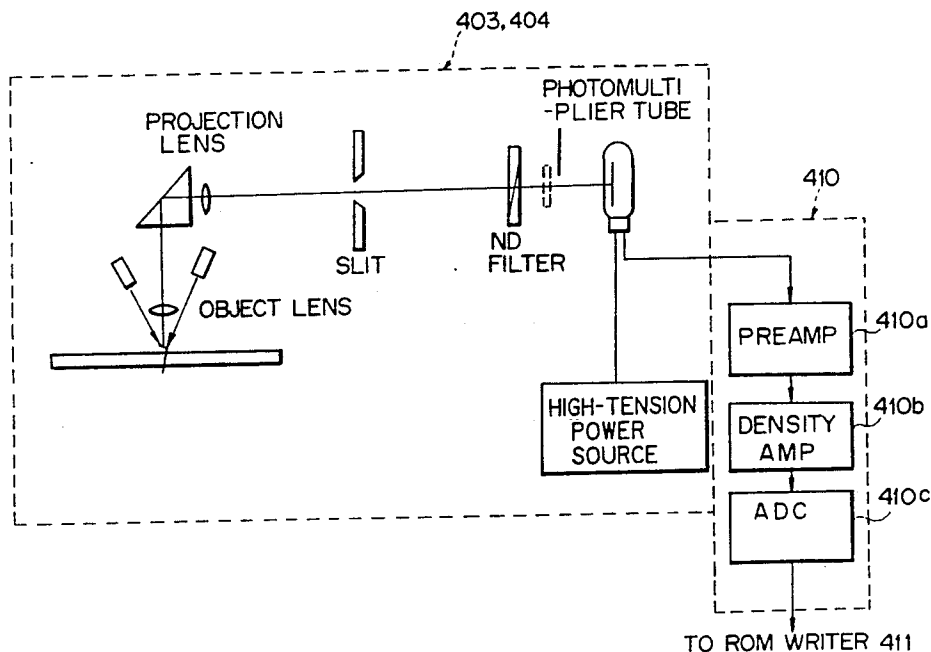 403,404
PHOTOMULTI
-PLIER TUBE
PROJECTION
LENS
410
ND
FILTER
SLIT
OBJECT LENS
PREAMP
410a
HIGH-TENSION
POWER
SOURCE
DENSITY
AMP
410b
ADC
410c
TO ROM WRITER 411